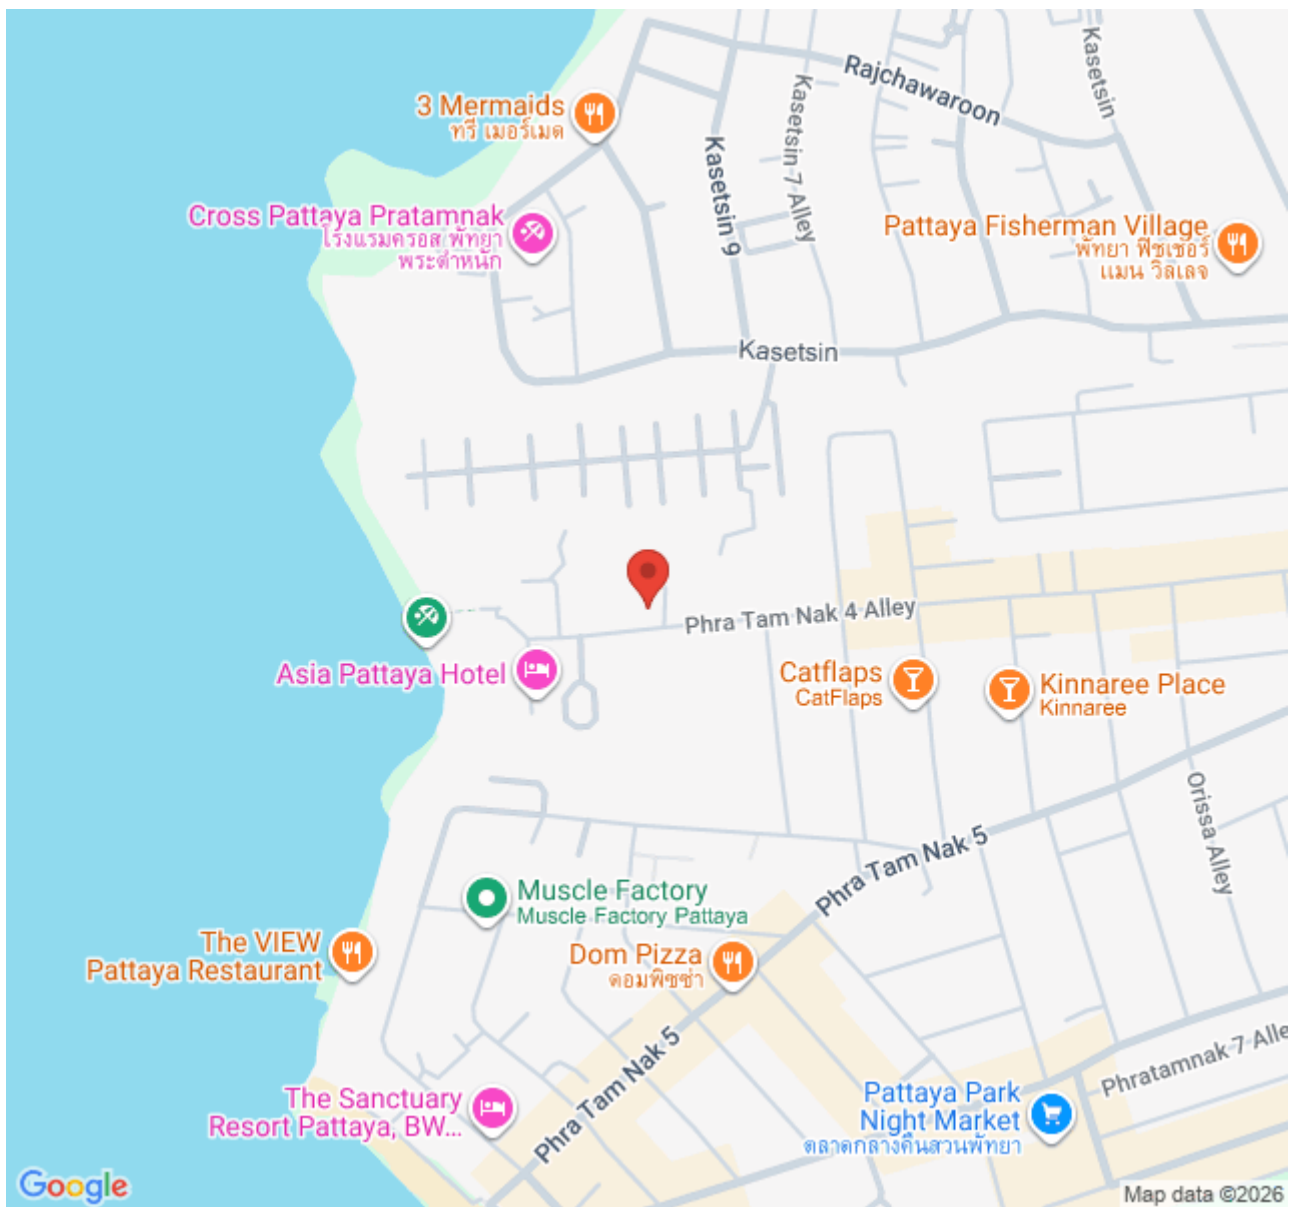 Rajchawaroon
Kasetsin
3 Mermaids
ทรี เมอร์เมด
Kasetsin 7 Alley
Kasetsin 9
Cross Pattaya Pratamnak
โรงแรมครอส พัทยา
พระตำหนัก
Pattaya Fisherman Village
พัทยา ฟิชเชอร์
แมน วิลเลจ
Kasetsin
Phra Tam Nak 4 Alley
Asia Pattaya Hotel
Catflaps
CatFlaps
Kinnaree Place
Kinnaree
Orissa Alley
Phra Tam Nak 5
Muscle Factory
Muscle Factory Pattaya
The VIEW
Pattaya Restaurant
Dom Pizza
ดอมพิซซ่า
Phra Tam Nak 5
Phratamnak 7 Alle
The Sanctuary
Resort Pattaya, BW...
Pattaya Park
Night Market
ตลาดกลางคืนสวนพัทยา
Google
Map data ©2026